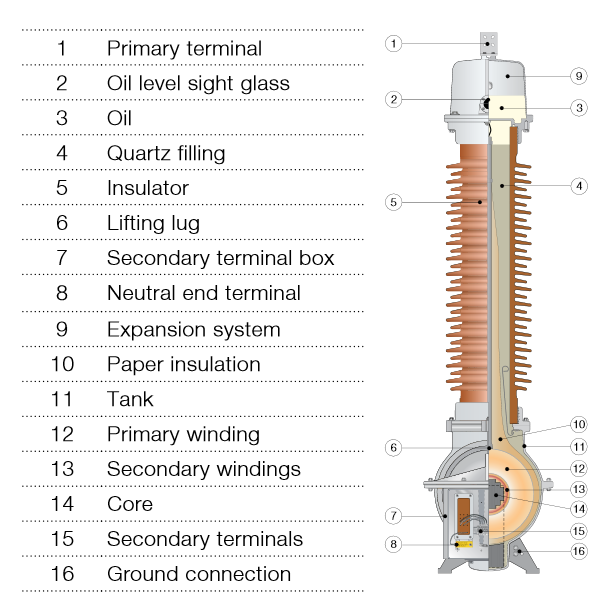 1 Primary terminal
2 Oil level sight glass
3 Oil
4 Quartz filling
5 Insulator
6 Lifting lug
7 Secondary terminal box
8 Neutral end terminal
9 Expansion system
10 Paper insulation
11 Tank
12 Primary winding
13 Secondary windings
14 Core
15 Secondary terminals
16 Ground connection
1
9
2
3
4
5
10
6
11
12
13
14
7
15
8
16